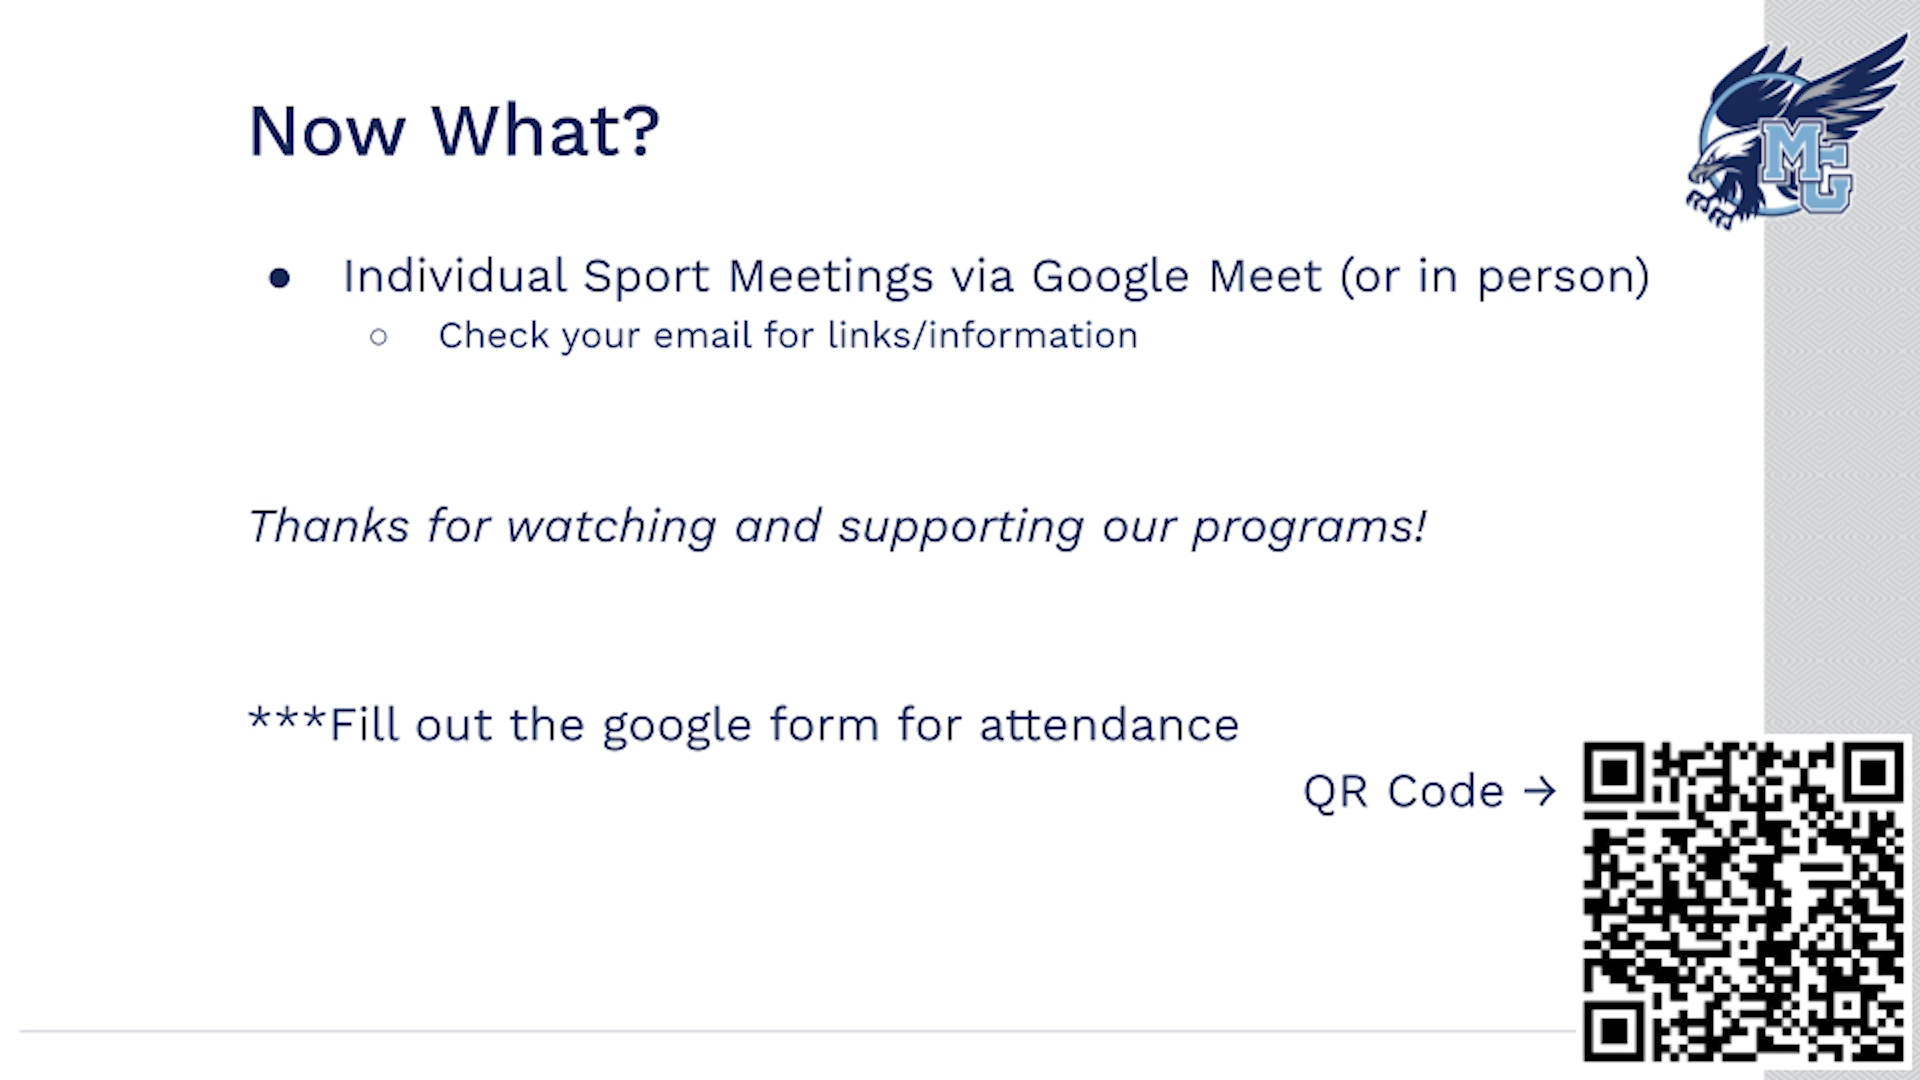 Now What?
MG
● Individual Sport Meetings via Google Meet (or in person)
○ Check your email for links/information
Thanks for watching and supporting our programs!
***Fill out the google form for attendance
QR Code →